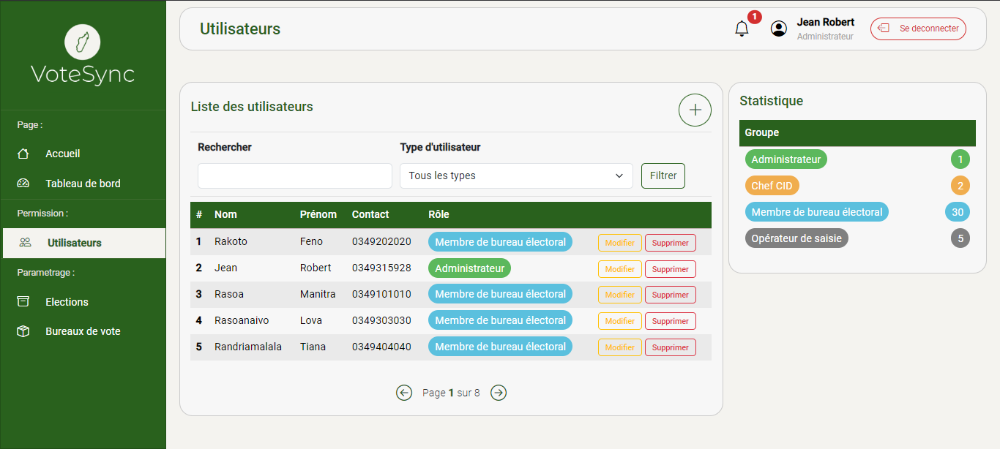 VoteSync
Page :
Accueil
Tableau de bord
Permission :
Utilisateurs
Parametrage :
Elections
Bureaux de vote
Utilisateurs
1
Jean Robert
Administrateur
Se deconnecter
Liste des utilisateurs
Rechercher Type d'utilisateur
Tous les types Filtrer
# Nom Prénom Contact Rôle
1 Rakoto Feno 0349202020 Membre de bureau électoral Modifier Supprimer
2 Jean Robert 0349315928 Administrateur Modifier Supprimer
3 Rasoa Manitra 0349101010 Membre de bureau électoral Modifier Supprimer
4 Rasoanaivo Lova 0349303030 Membre de bureau électoral Modifier Supprimer
5 Randriamalala Tiana 0349404040 Membre de bureau électoral Modifier Supprimer
Page 1 sur 8
Statistique
Groupe
Administrateur 1
Chef CID 2
Membre de bureau électoral 30
Opérateur de saisie 5